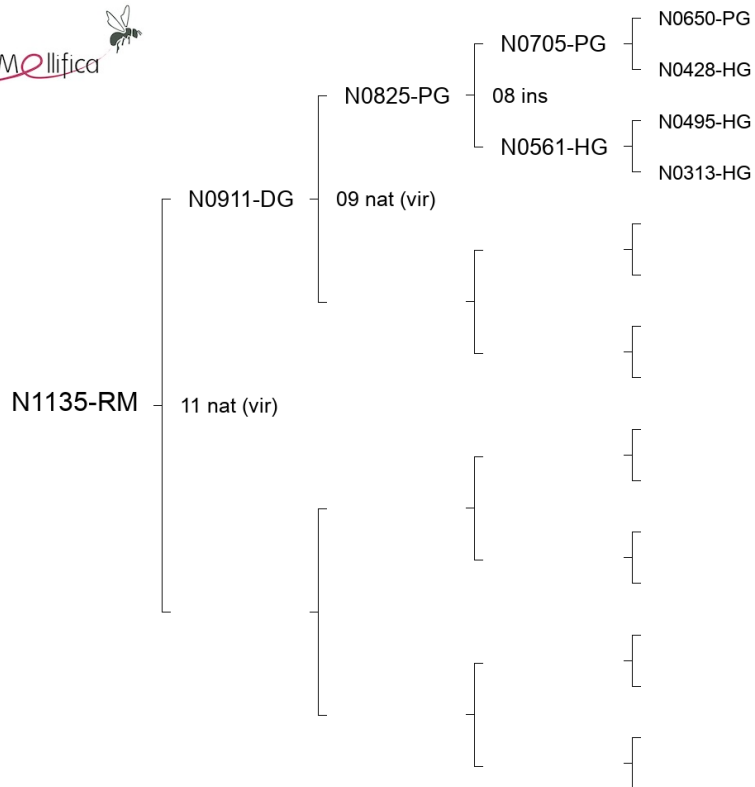 Mellifica
N0650-PG
N0705-PG
N0428-HG
N0825-PG
08 ins
N0495-HG
N0561-HG
N0313-HG
N0911-DG
09 nat (vir)
N1135-RM
11 nat (vir)